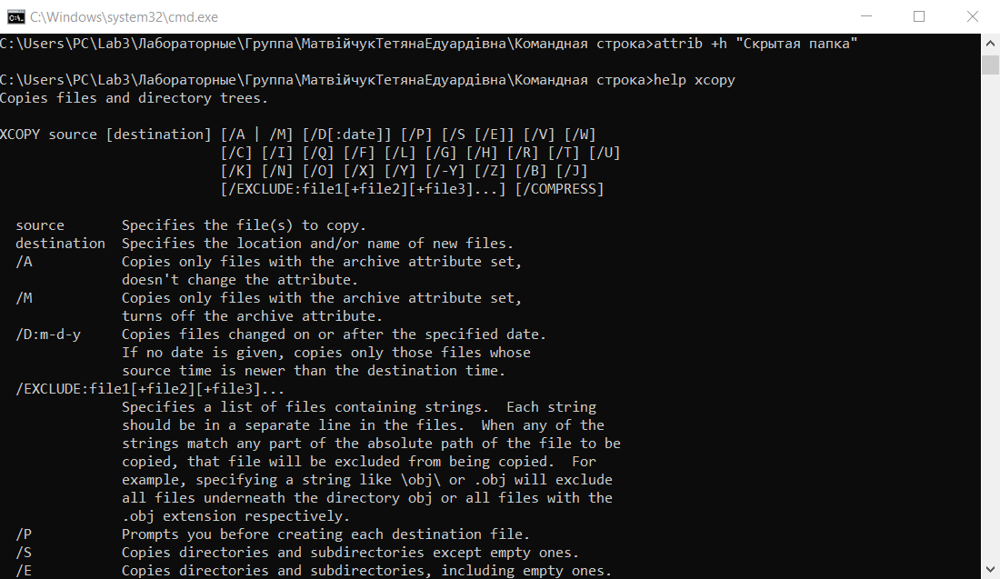 C:\Windows\system32\cmd.exe
C:\Users\PC\Lab3\Лабораторные\Группа\МатвійчукТетянаЕдуардівна\Командная строка>attrib +h "Скрытая папка"
C:\Users\PC\Lab3\Лабораторные\Группа\МатвійчукТетянаЕдуардівна\Командная строка>help xcopy
Copies files and directory trees.
XCOPY source [destination] [/A | /M] [/D[:date]] [/P] [/S [/E]] [/V] [/W]
[/C] [/I] [/Q] [/F] [/L] [/G] [/H] [/R] [/T] [/U]
[/K] [/N] [/O] [/X] [/Y] [/-Y] [/Z] [/B] [/J]
[/EXCLUDE:file1[+file2][+file3]...] [/COMPRESS]
source Specifies the file(s) to copy.
destination Specifies the location and/or name of new files.
/A Copies only files with the archive attribute set,
doesn't change the attribute.
/M Copies only files with the archive attribute set,
turns off the archive attribute.
/D:m-d-y Copies files changed on or after the specified date.
If no date is given, copies only those files whose
source time is newer than the destination time.
/EXCLUDE:file1[+file2][+file3]...
Specifies a list of files containing strings.  Each string
should be in a separate line in the files.  When any of the
strings match any part of the absolute path of the file to be
copied, that file will be excluded from being copied.  For
example, specifying a string like \obj\ or .obj will exclude
all files underneath the directory obj or all files with the
.obj extension respectively.
/P Prompts you before creating each destination file.
/S Copies directories and subdirectories except empty ones.
/E Copies directories and subdirectories, including empty ones.